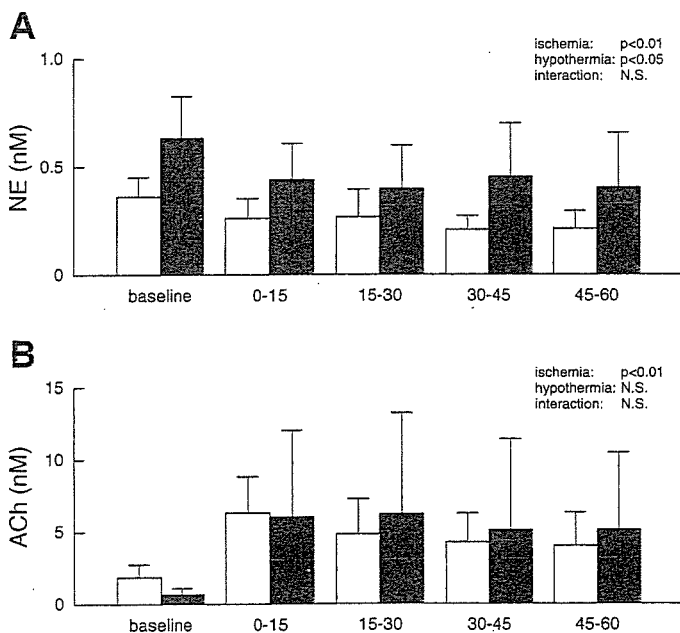 A
ischemia: p<0.01
hypothermia: p<0.05
interaction: N.S.
1.0
0.5
0
NE (nM)
baseline 0-15 15-30 30-45 45-60
B
ischemia: p<0.01
hypothermia: N.S.
interaction: N.S.
15
10
5
0
ACh (nM)
baseline 0-15 15-30 30-45 45-60